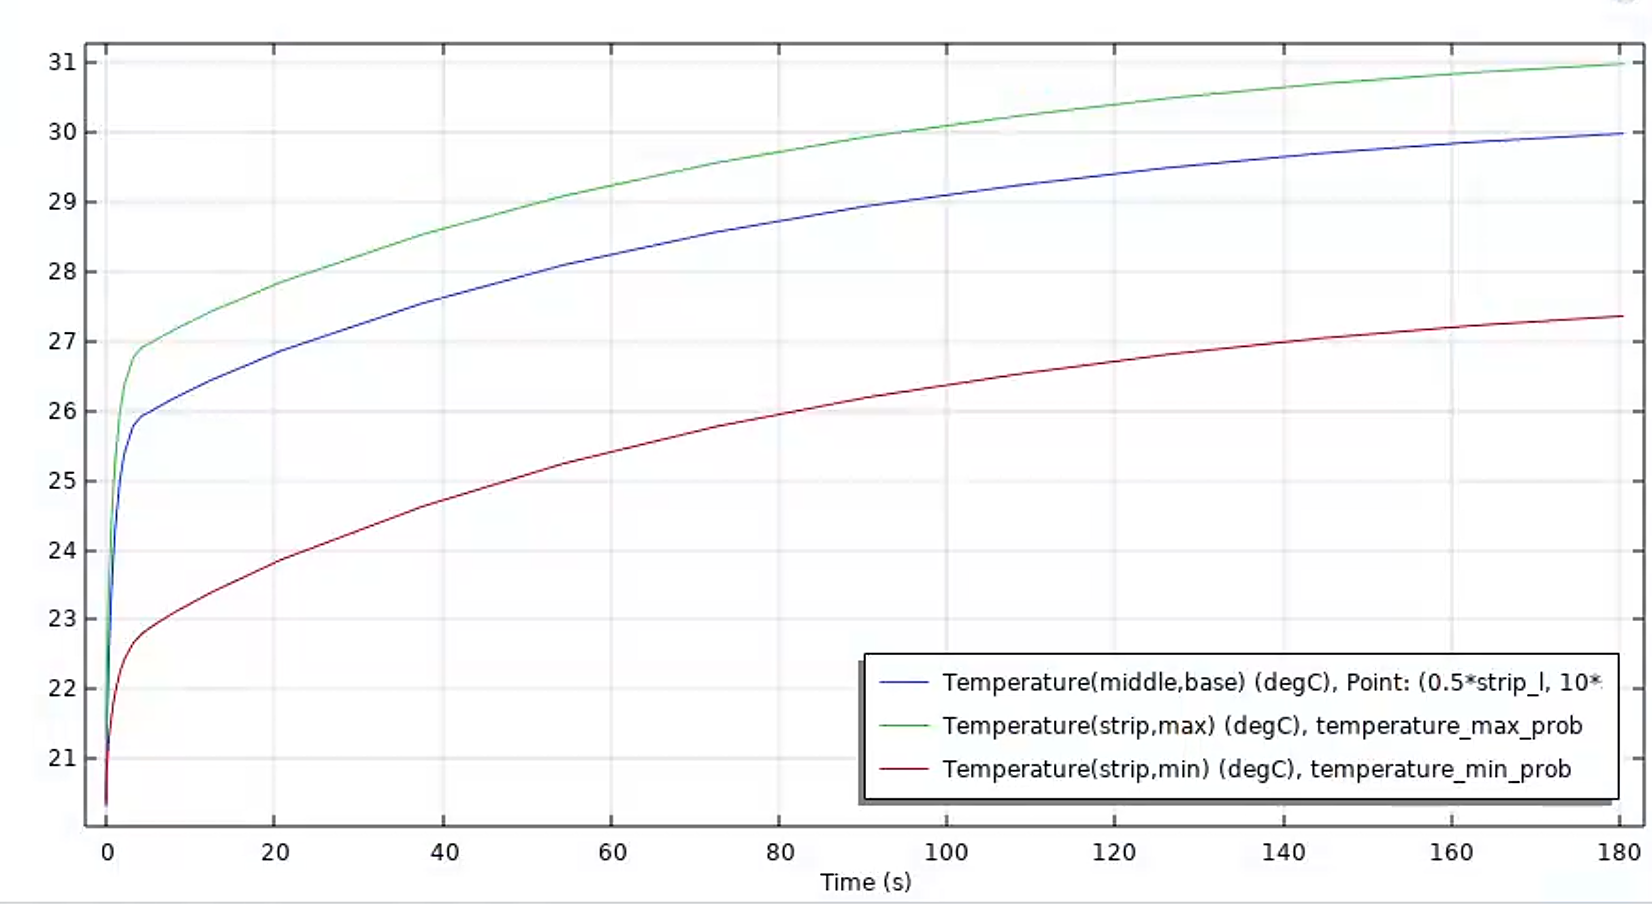 31
30
29
28
27
26
25
24
23
22
21
Temperature(middle,base) (degC), Point: (0.5*strip_l, 10*
Temperature(strip,max) (degC), temperature_max_prob
Temperature(strip,min) (degC), temperature_min_prob
0 20 40 60 80 100 120 140 160 180
Time (s)